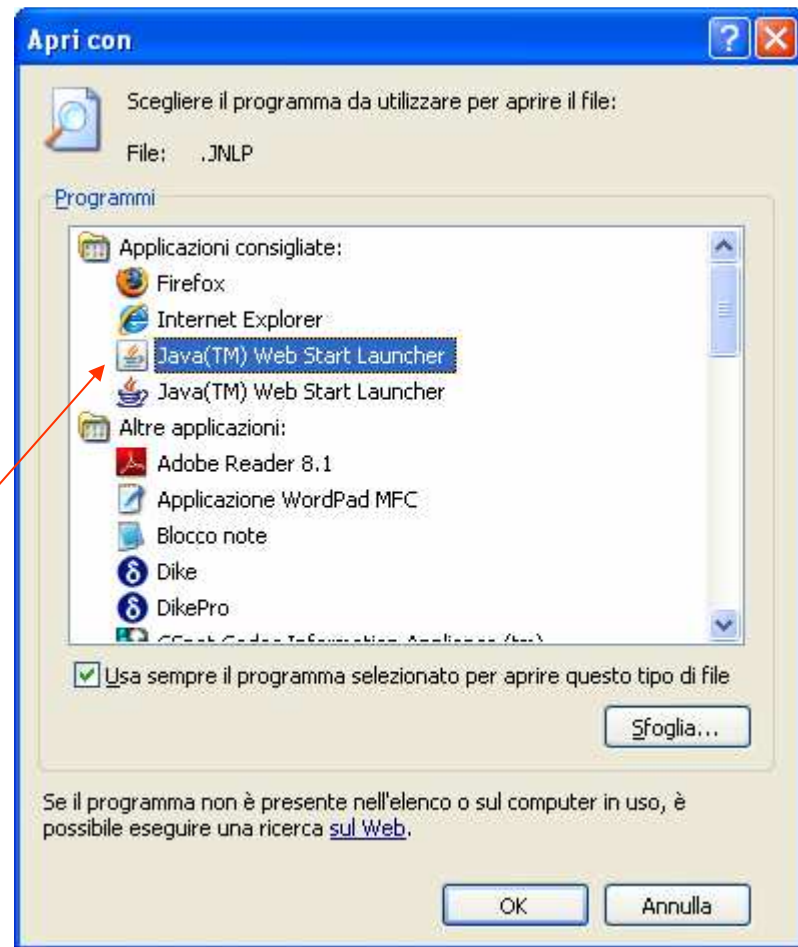 Apri con
Scegliere il programma da utilizzare per aprire il file:
File: .JNLP
Programmi
Applicazioni consigliate:
Firefox
Internet Explorer
Java(TM) Web Start Launcher
Java(TM) Web Start Launcher
Altre applicazioni:
Adobe Reader 8.1
Applicazione WordPad MFC
Blocco note
Dike
DikePro
Usa sempre il programma selezionato per aprire questo tipo di file
Sfoglia...
Se il programma non è presente nell'elenco o sul computer in uso, è
possibile eseguire una ricerca sul Web.
OK
Annulla